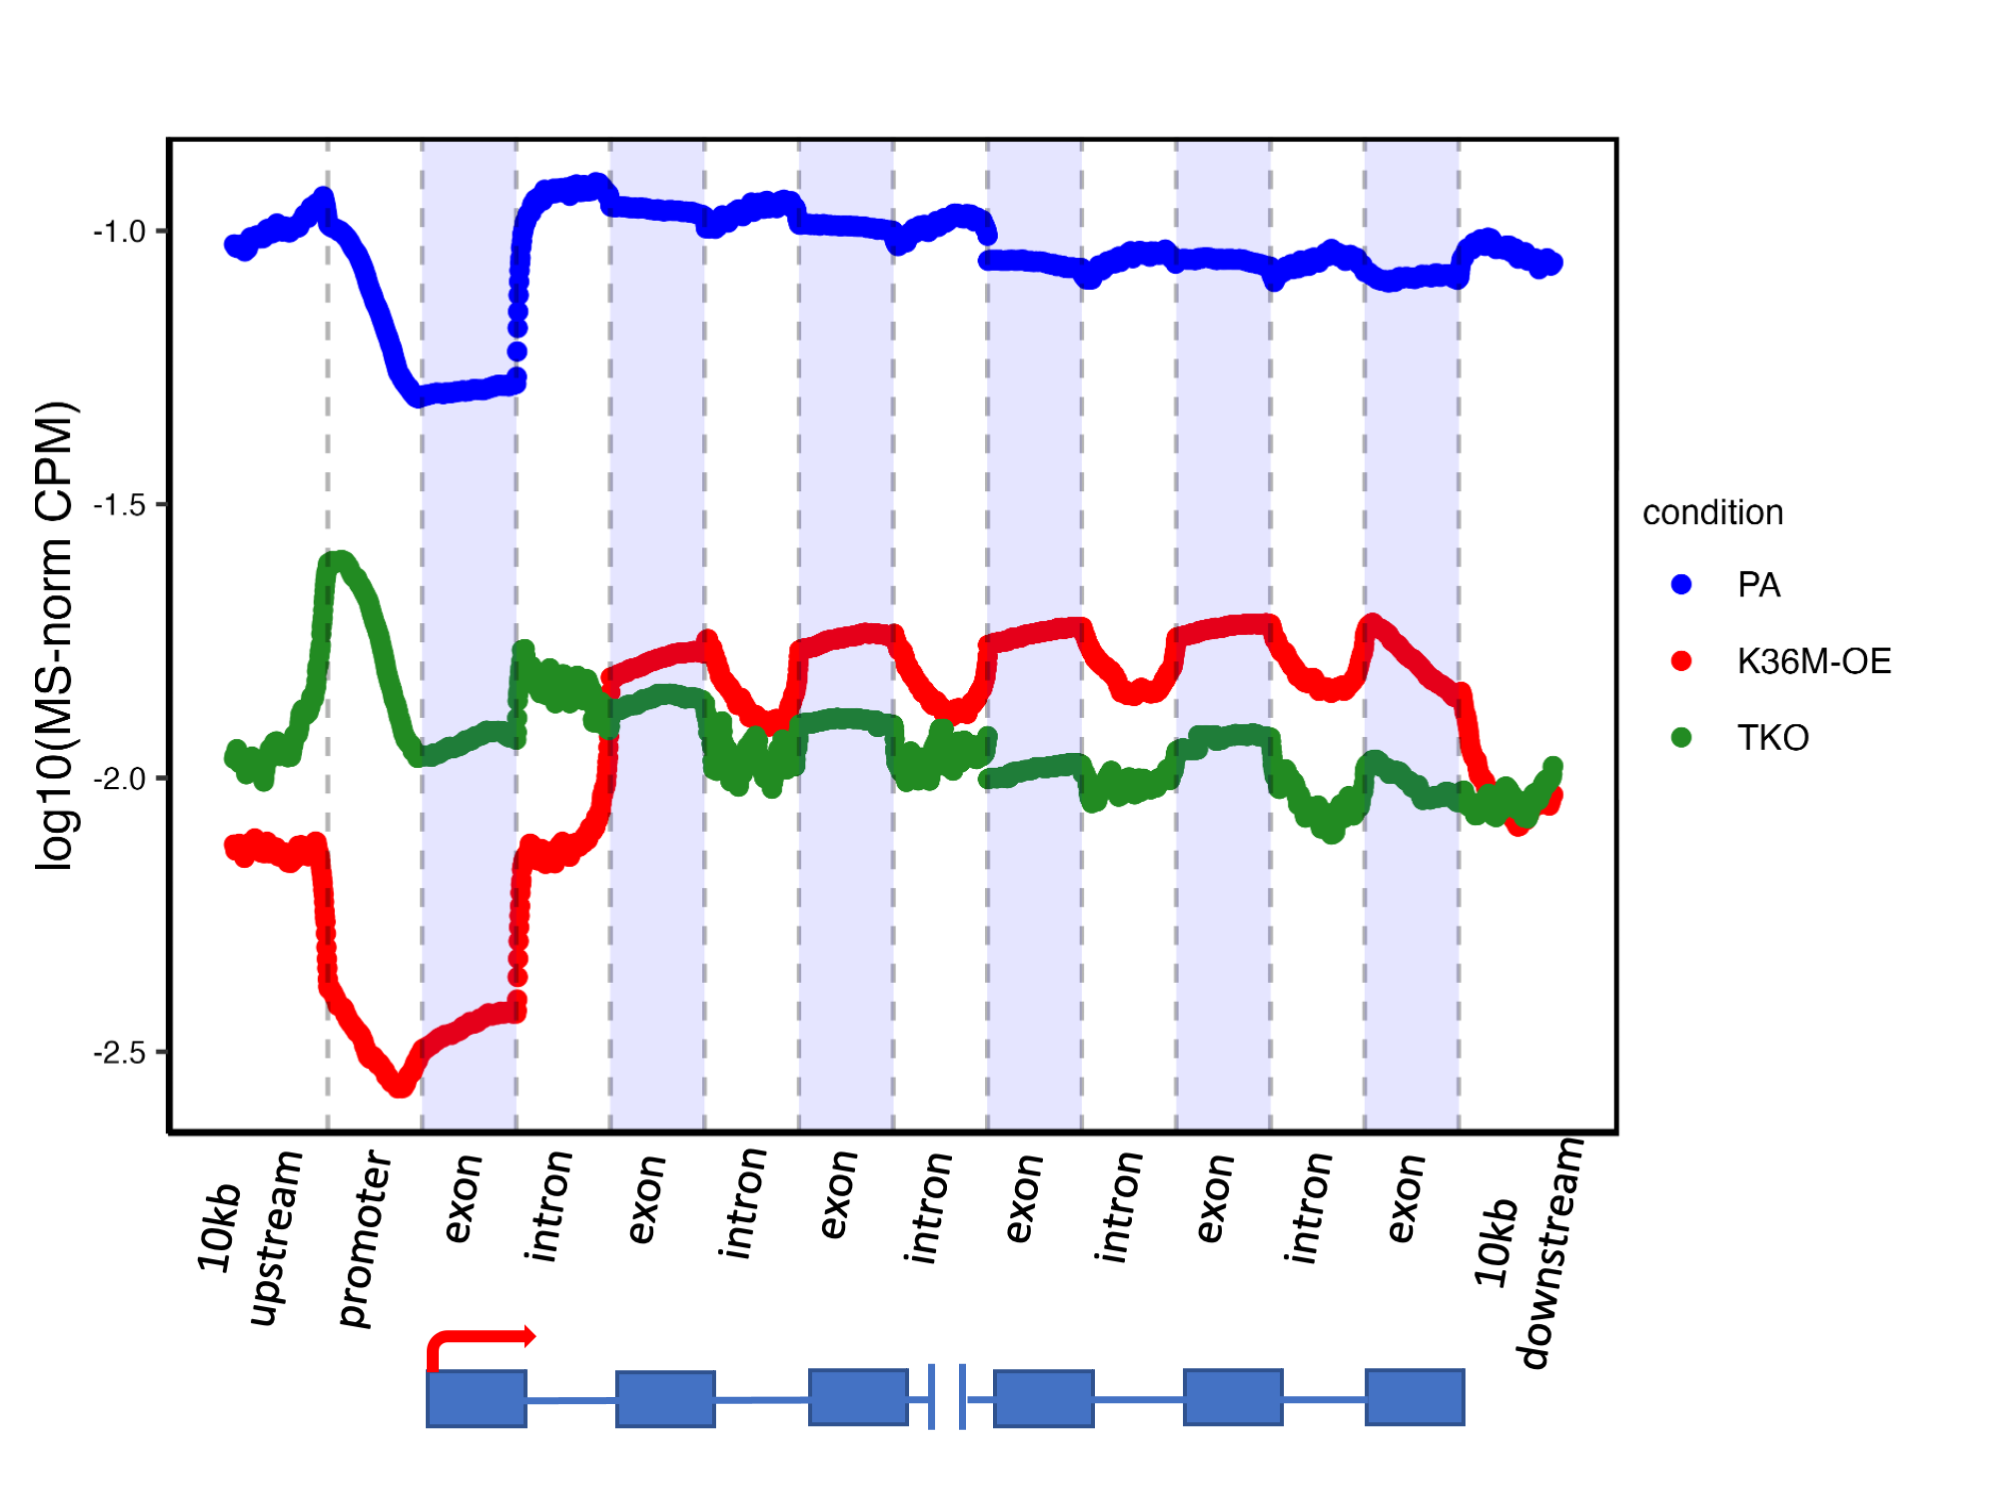 log10(MS-norm CPM)
-1.0
-1.5
-2.0
-2.5
10kb
upstream
promoter
exon
intron
exon
intron
exon
intron
exon
intron
exon
intron
exon
10kb
downstream
condition
PA
K36M-OE
TKO